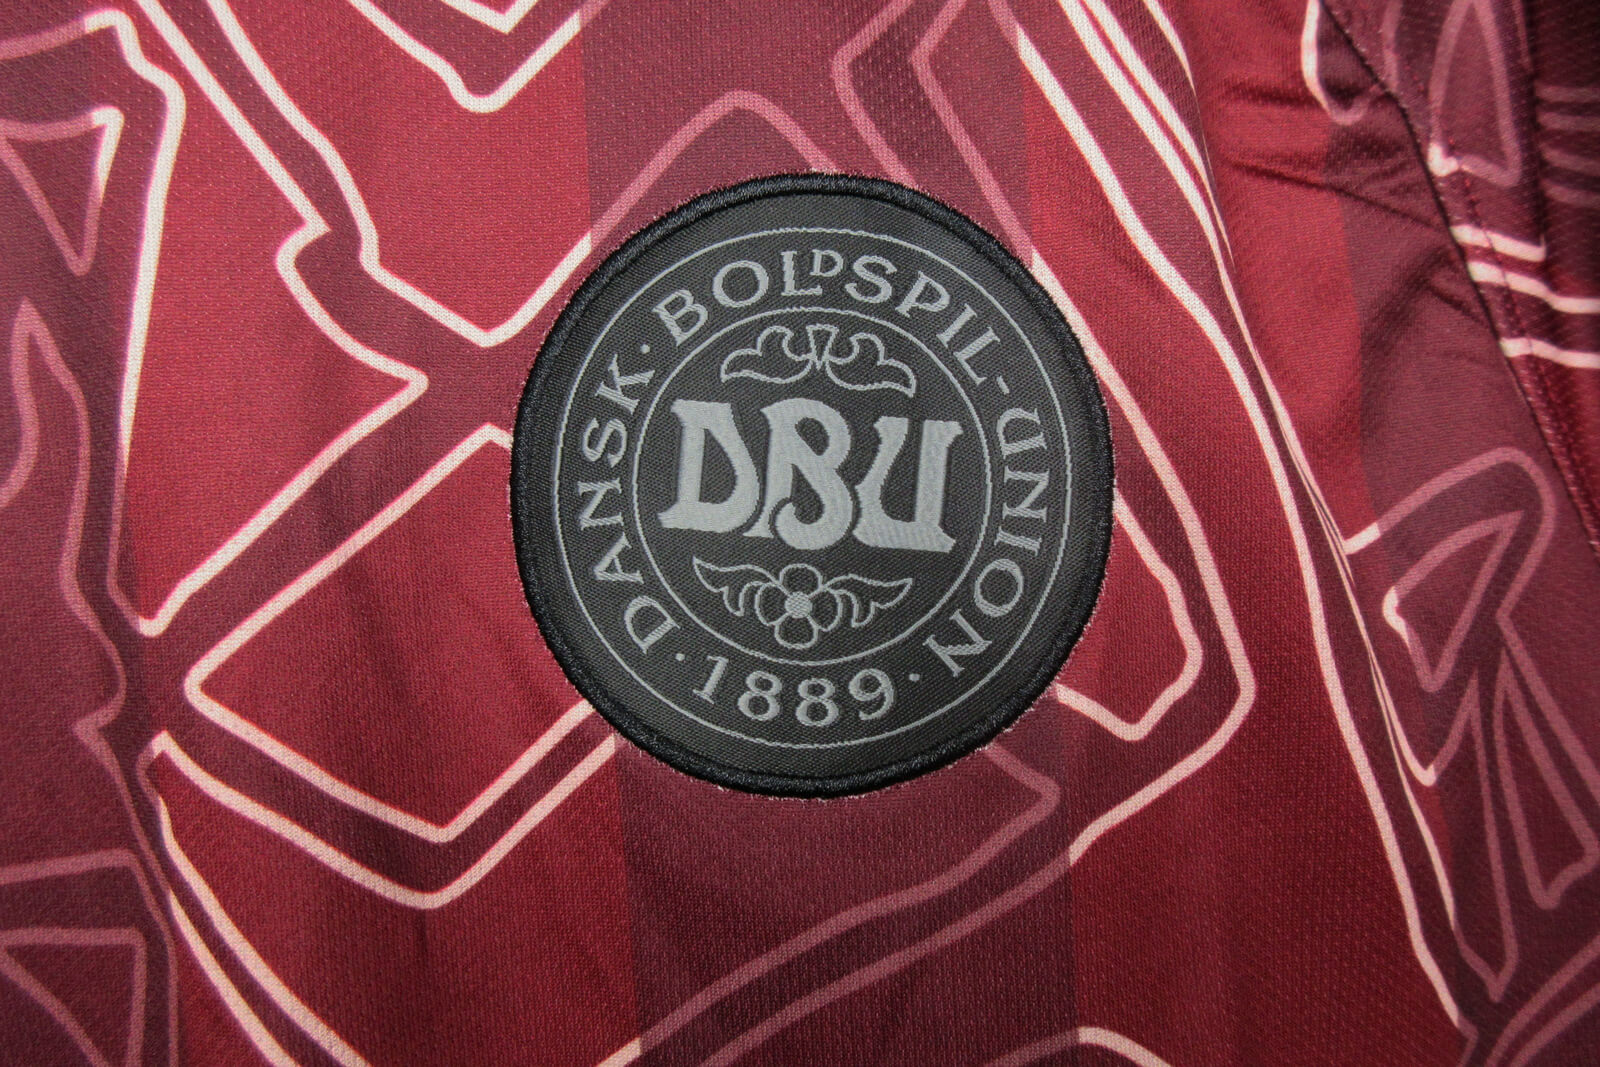 DANSK · BOLDSPIL-UNION · 1889 ·
DBU